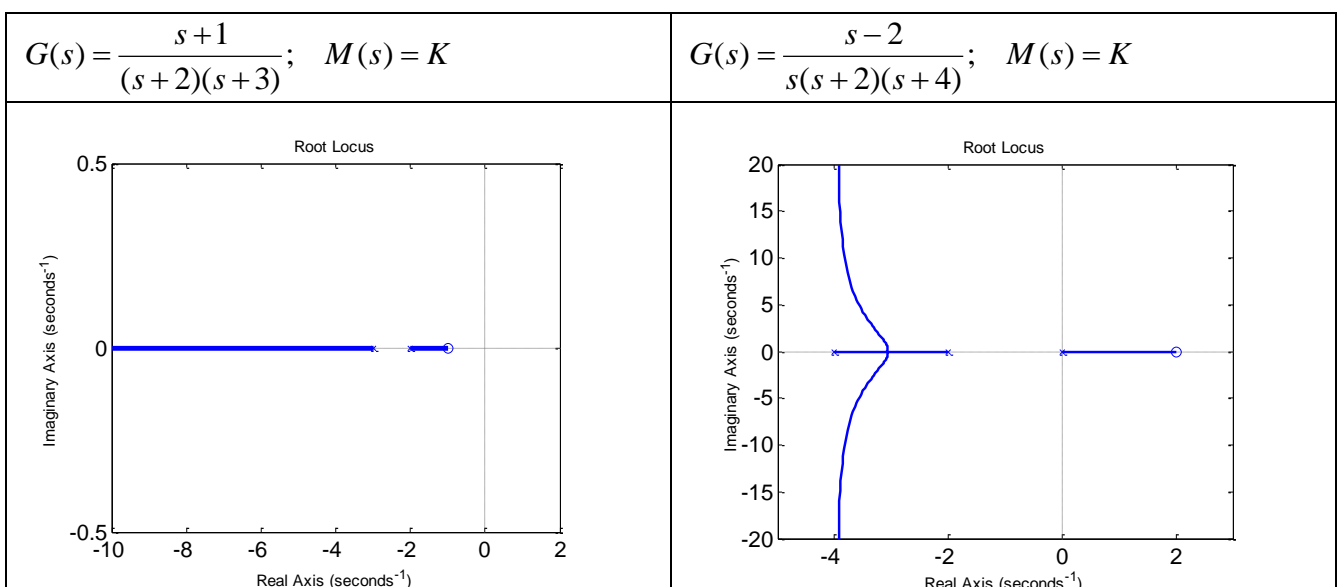 G(s) = \frac{s+1}{(s+2)(s+3)}; M(s) = K
G(s) = \frac{s-2}{s(s+2)(s+4)}; M(s) = K
Root Locus
0.5
0
-0.5
-10 -8 -6 -4 -2 0 2
Imaginary Axis (seconds⁻¹)
Real Axis (seconds⁻¹)
Root Locus
20
15
10
5
0
-5
-10
-15
-20
-4 -2 0 2
Imaginary Axis (seconds⁻¹)
Real Axis (seconds⁻¹)